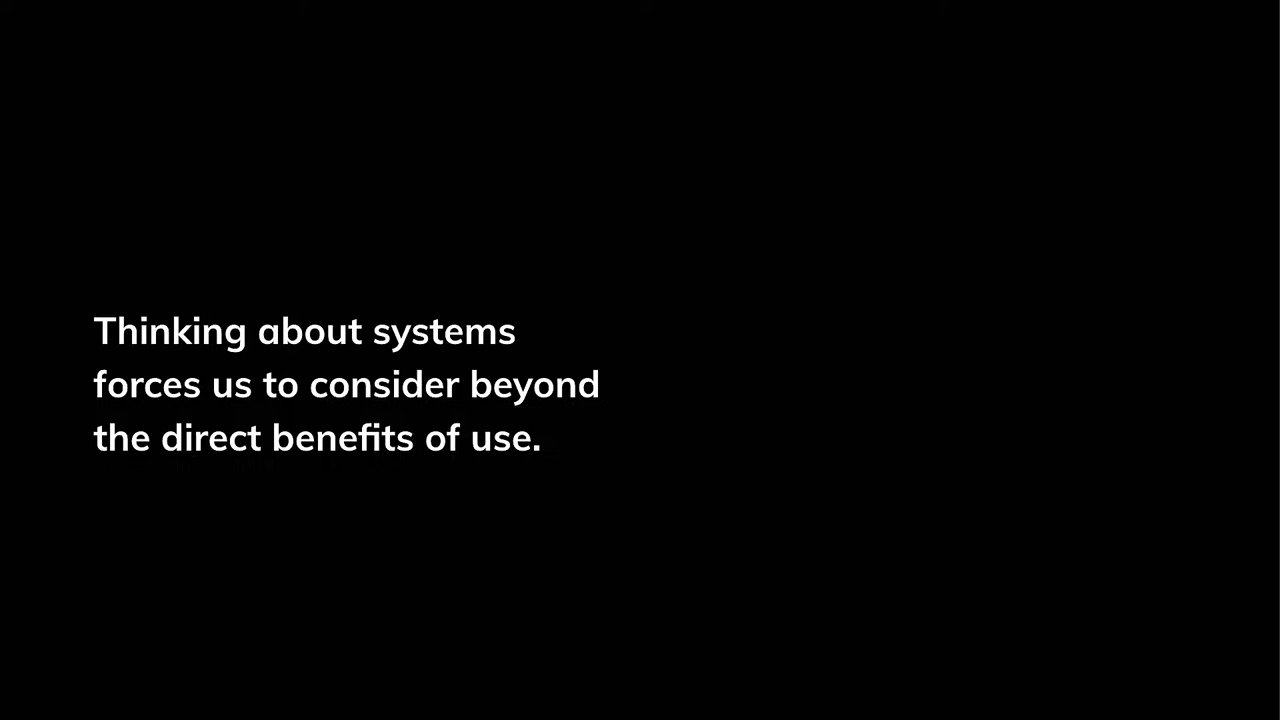 Thinking about systems
forces us to consider beyond
the direct benefits of use.